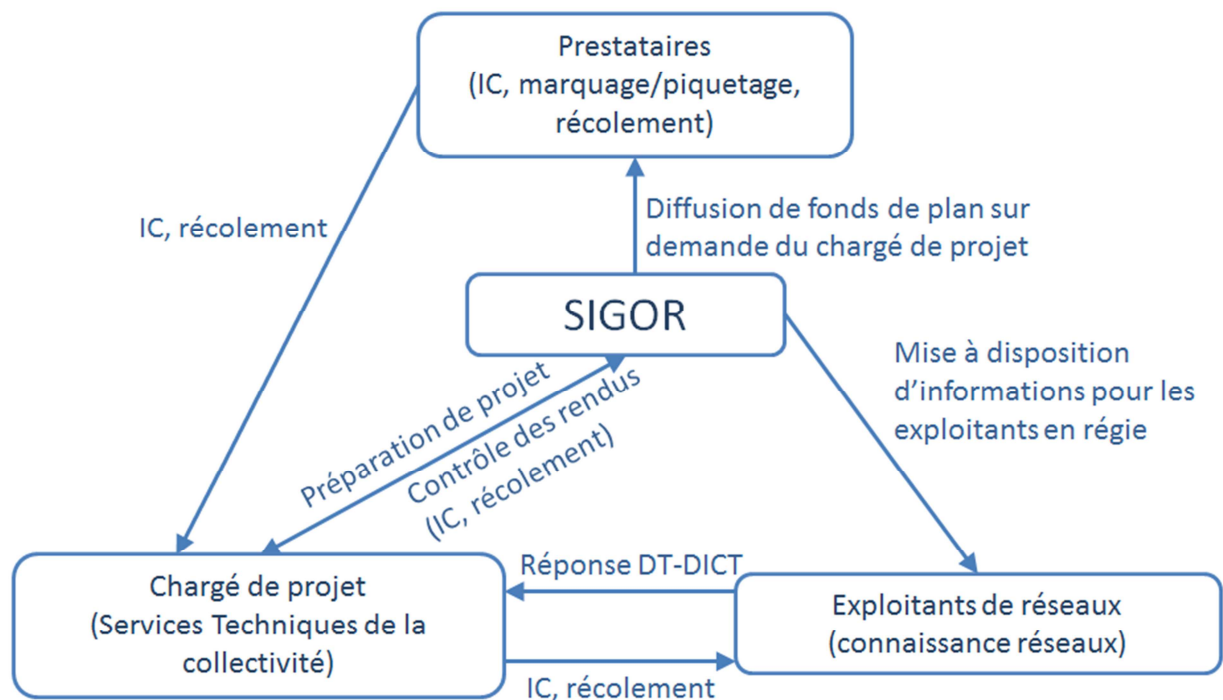 Prestataires
(IC, marquage/piquetage,
récolement)
IC, récolement
Diffusion de fonds de plan sur
demande du chargé de projet
SIGOR
Mise à disposition
d'informations pour les
exploitants en régie
Préparation de projet
Contrôle des rendus
(IC, récolement)
Réponse DT-DICT
Chargé de projet
(Services Techniques de la
collectivité)
Exploitants de réseaux
(connaissance réseaux)
IC, récolement